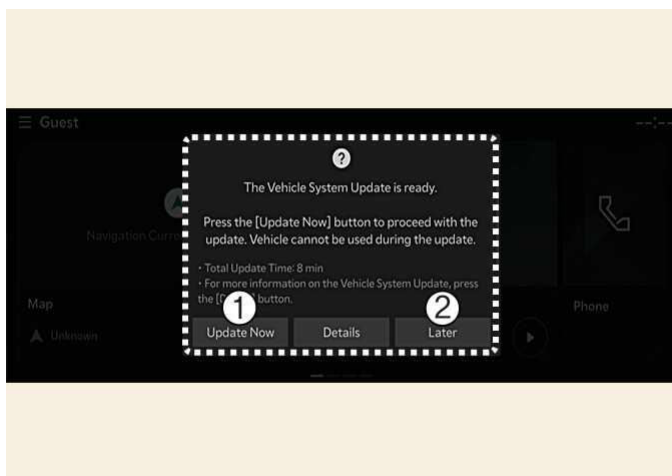 ☰ Guest
--:--
?
The Vehicle System Update is ready.
Press the [Update Now] button to proceed with the
update. Vehicle cannot be used during the update.
Navigation Curre
• Total Update Time: 8 min
• For more information on the Vehicle System Update, press
the [D button.
1
2
Map
Phone
Update Now
Details
Later
Unknown